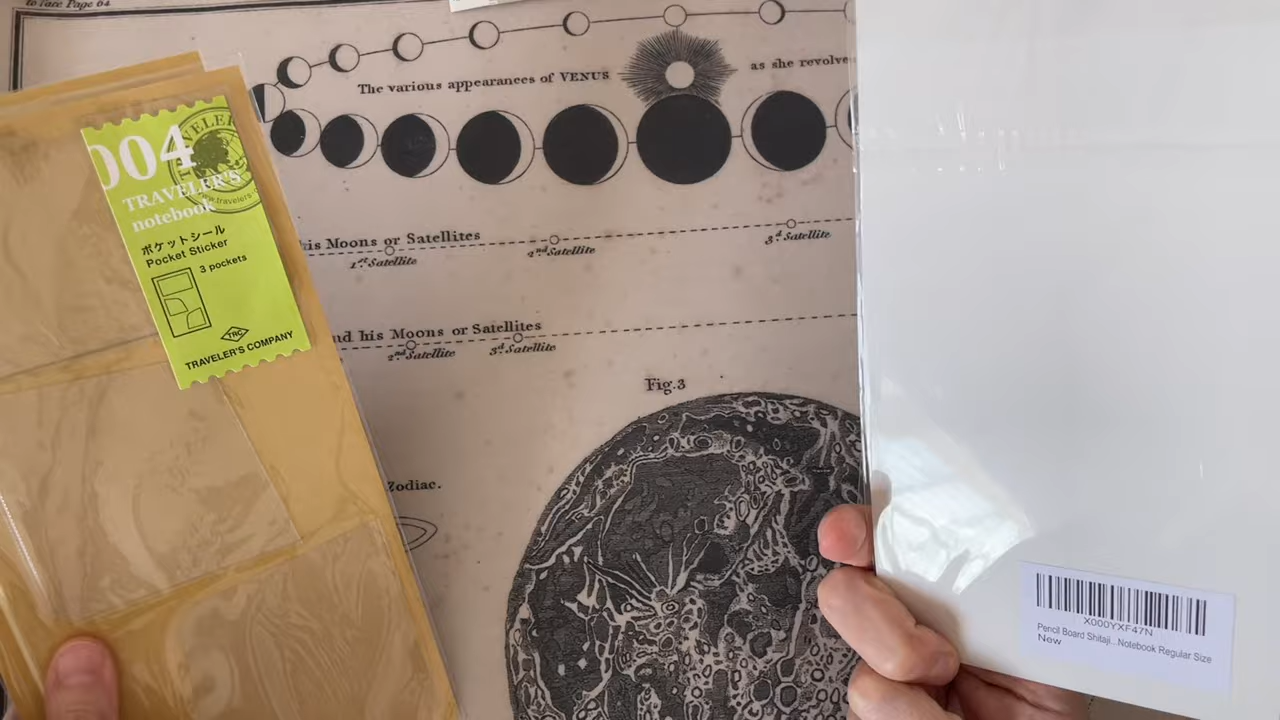 to face Page 64
The various appearances of VENUS
as she revolve
004
TRAVELER'S
notebook
ポケットシール
Pocket Sticker
3 pockets
TRC
TRAVELER'S COMPANY
his Moons or Satellites
1st Satellite
2nd Satellite
3d Satellite
nd his Moons or Satellites
2nd Satellite
3d Satellite
Fig.3
Zodiac.
X000YXF47N
Pencil Board Shitaji...Notebook Regular Size
New